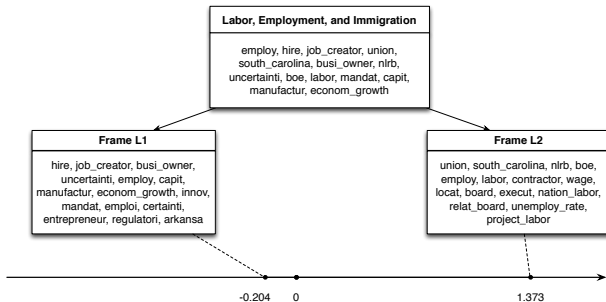 Labor, Employment, and Immigration
employ, hire, job_creator, union,
south_carolina, busi_owner, nlrb,
uncertainti, boe, labor, mandat, capit,
manufactur, econom_growth
Frame L1
hire, job_creator, busi_owner,
uncertainti, employ, capit,
manufactur, econom_growth, innov,
mandat, emploi, certainti,
entrepreneur, regulatori, arkansa
Frame L2
union, south_carolina, nlrb, boe,
employ, labor, contractor, wage,
locat, board, execut, nation_labor,
relat_board, unemploy_rate,
project_labor
-0.204 0 1.373